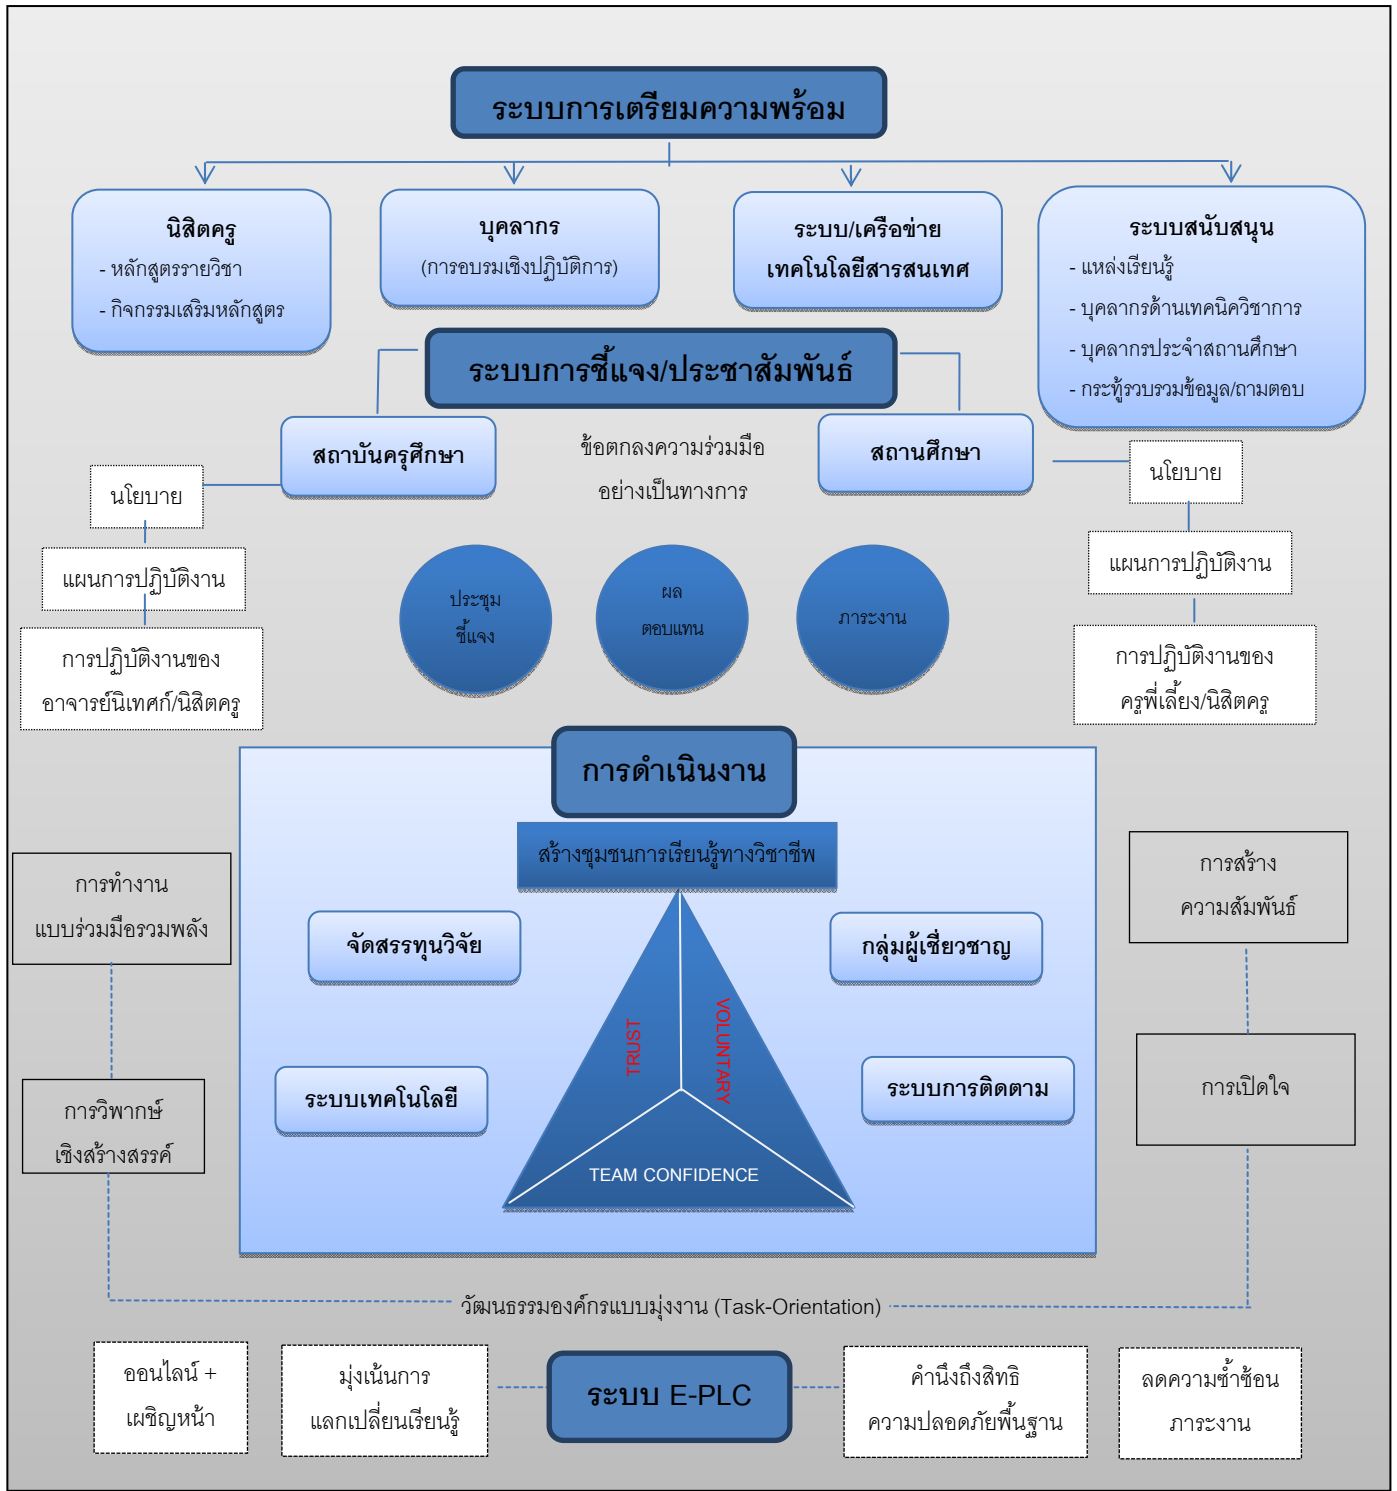 ระบบการเตรียมความพร้อม
นิสิตครู
- หลักสูตรรายวิชา
- กิจกรรมเสริมหลักสูตร
บุคลากร
(การอบรมเชิงปฏิบัติการ)
ระบบ/เครือข่าย
เทคโนโลยีสารสนเทศ
ระบบสนับสนุน
- แหล่งเรียนรู้
- บุคลากรด้านเทคนิควิชาการ
- บุคลากรประจำสถานศึกษา
- กระทู้รวบรวมข้อมูล/ถามตอบ
ระบบการชี้แจง/ประชาสัมพันธ์
สถาบันครุศึกษา
ข้อตกลงความร่วมมือ
อย่างเป็นทางการ
สถานศึกษา
นโยบาย
แผนการปฏิบัติงาน
การปฏิบัติงานของ
อาจารย์นิเทศก์/นิสิตครู
ประชุม
ชี้แจง
ผล
ตอบแทน
ภาระงาน
นโยบาย
แผนการปฏิบัติงาน
การปฏิบัติงานของ
ครูพี่เลี้ยง/นิสิตครู
การดำเนินงาน
สร้างชุมชนการเรียนรู้ทางวิชาชีพ
การทำงาน
แบบร่วมมือรวมพลัง
การวิพากษ์
เชิงสร้างสรรค์
จัดสรรทุนวิจัย
ระบบเทคโนโลยี
TRUST
VOLUNTARY
TEAM CONFIDENCE
กลุ่มผู้เชี่ยวชาญ
ระบบการติดตาม
การสร้าง
ความสัมพันธ์
การเปิดใจ
วัฒนธรรมองค์กรแบบมุ่งงาน (Task-Orientation)
ออนไลน์ +
เผชิญหน้า
มุ่งเน้นการ
แลกเปลี่ยนเรียนรู้
ระบบ E-PLC
คำนึงถึงสิทธิ
ความปลอดภัยพื้นฐาน
ลดความซ้ำซ้อน
ภาระงาน